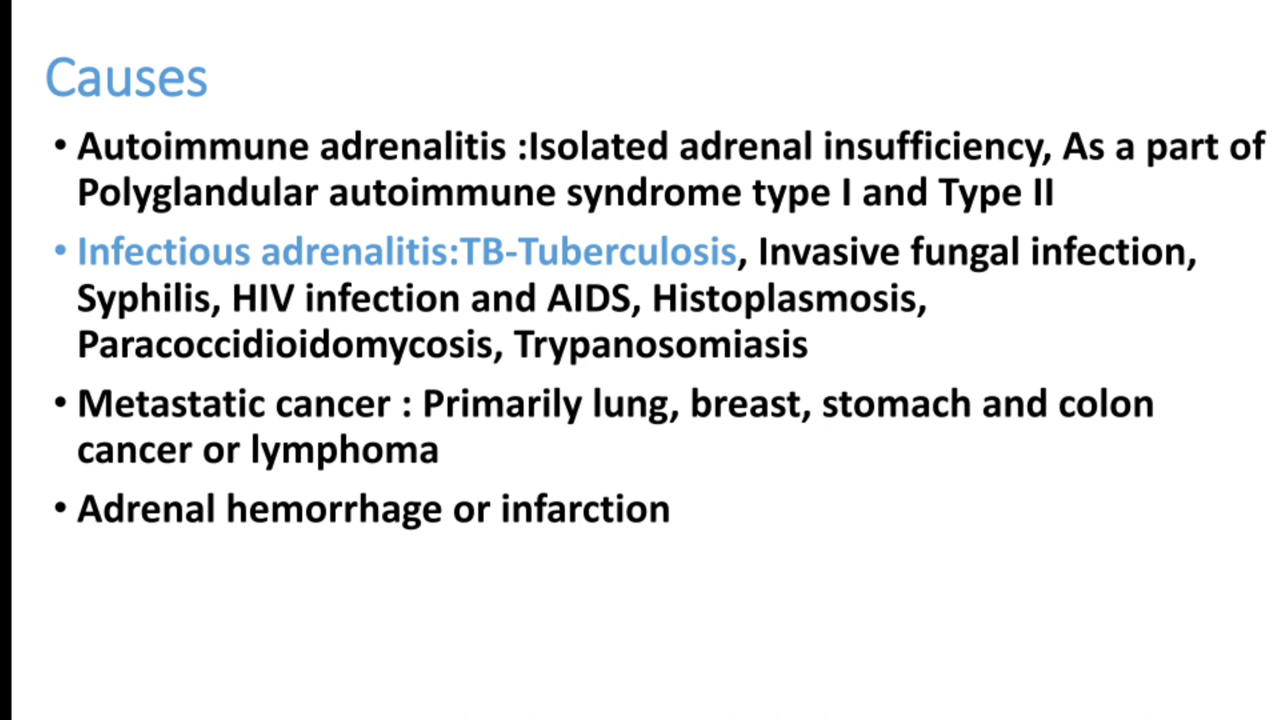 Causes
• Autoimmune adrenalitis :Isolated adrenal insufficiency, As a part of
Polyglandular autoimmune syndrome type I and Type II
• Infectious adrenalitis:TB-Tuberculosis, Invasive fungal infection,
Syphilis, HIV infection and AIDS, Histoplasmosis,
Paracoccidioidomycosis, Trypanosomiasis
• Metastatic cancer : Primarily lung, breast, stomach and colon
cancer or lymphoma
• Adrenal hemorrhage or infarction